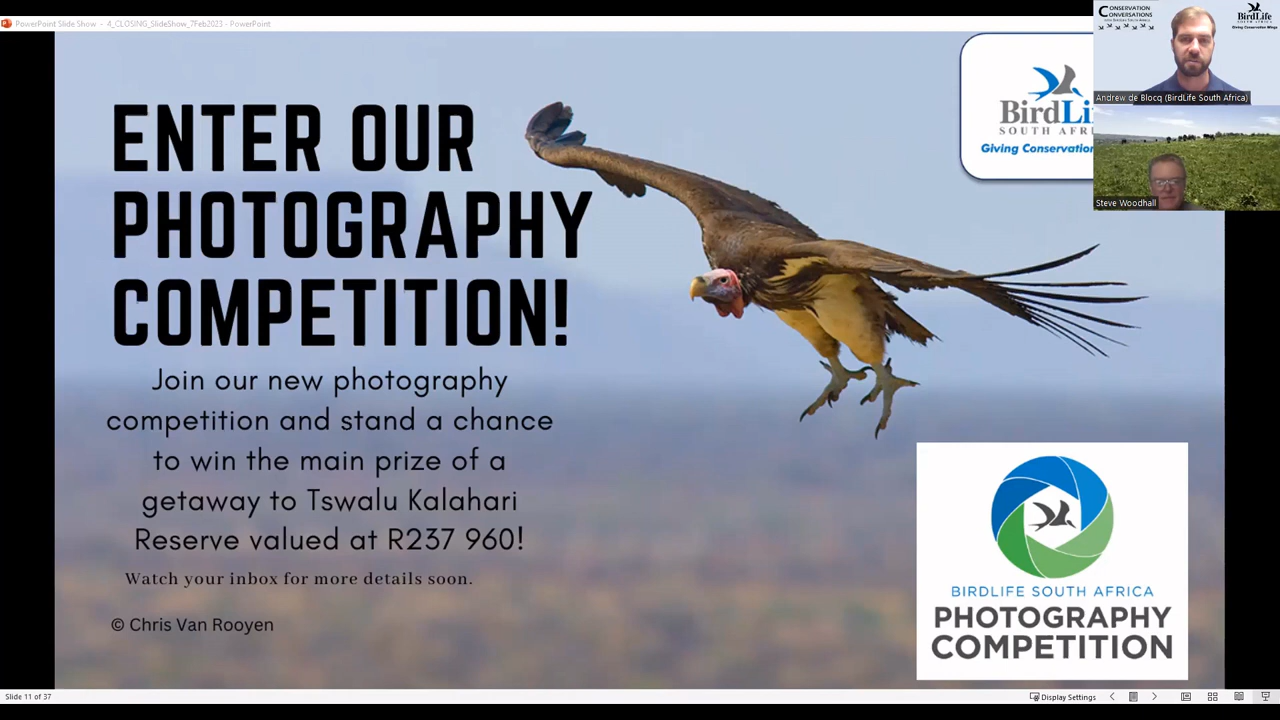 PowerPoint Slide Show - 4_CLOSING_SlideShow_7Feb2023 - PowerPoint
ENTER OUR
PHOTOGRAPHY
COMPETITION!
Join our new photography
competition and stand a chance
to win the main prize of a
getaway to Tswalu Kalahari
Reserve valued at R237 960!
Watch your inbox for more details soon.
© Chris Van Rooyen
BirdLi
SOUTH AFRI
Giving Conservation
CONSERVATION
CONVERSATIONS
BirdLife
SOUTH AFRICA
Giving Conservation Wings
Andrew de Blocq (BirdLife South Africa)
Steve Woodhall
BIRDLIFE SOUTH AFRICA
PHOTOGRAPHY
COMPETITION
Slide 11 of 37
Display Settings